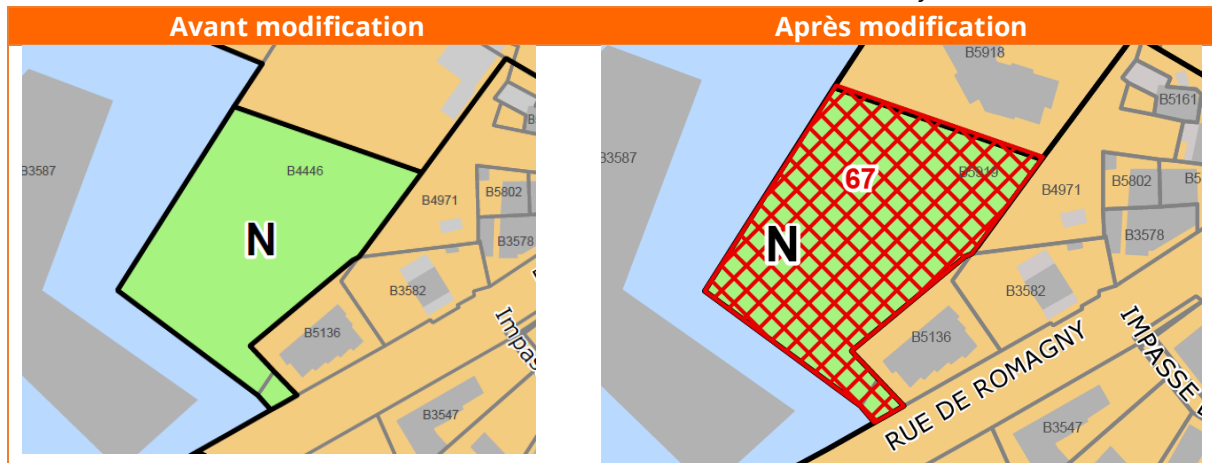 Avant modification
Après modification
B3587
B4446
N
B4971
B5802
B3578
B3582
B5136
B3547
B5918
B5161
B3587
67
B5919
N
B4971
B5802
B5
B3578
B3582
B5136
RUE DE ROMAGNY
IMPASSE
B3547